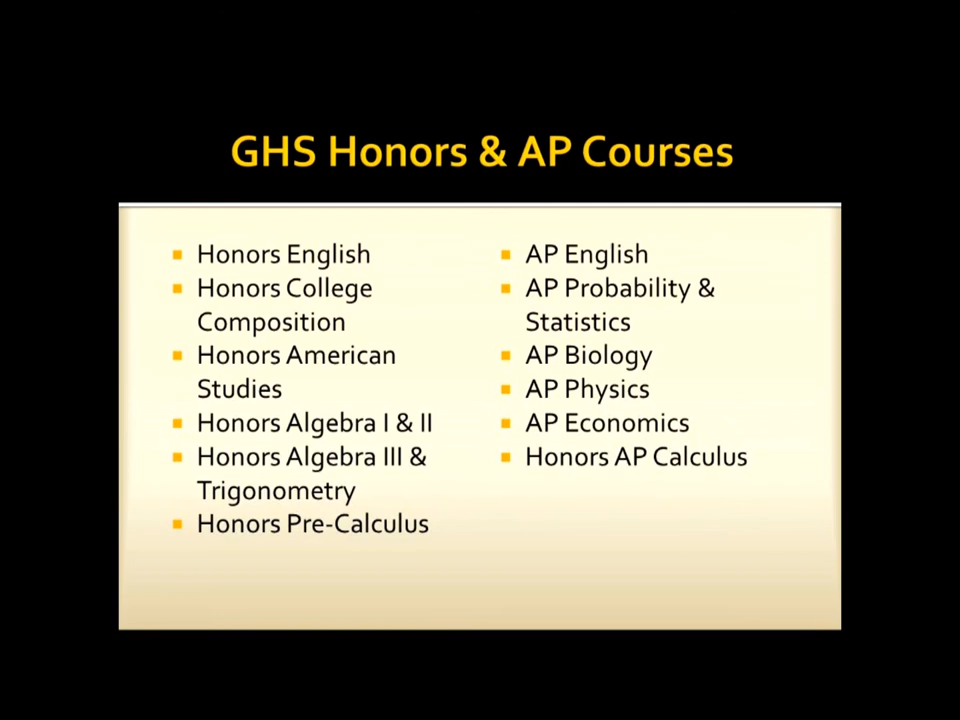 GHS Honors & AP Courses
Honors English
Honors College
Composition
Honors American
Studies
Honors Algebra I & II
Honors Algebra III &
Trigonometry
Honors Pre-Calculus
AP English
AP Probability &
Statistics
AP Biology
AP Physics
AP Economics
Honors AP Calculus